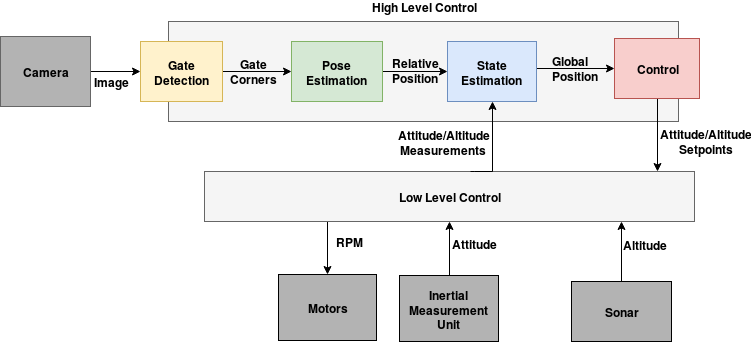 High Level Control
Camera
Image
Gate
Detection
Gate
Corners
Pose
Estimation
Relative
Position
State
Estimation
Global
Position
Control
Attitude/Altitude
Measurements
Attitude/Altitude
Setpoints
Low Level Control
RPM
Attitude
Altitude
Motors
Inertial
Measurement
Unit
Sonar